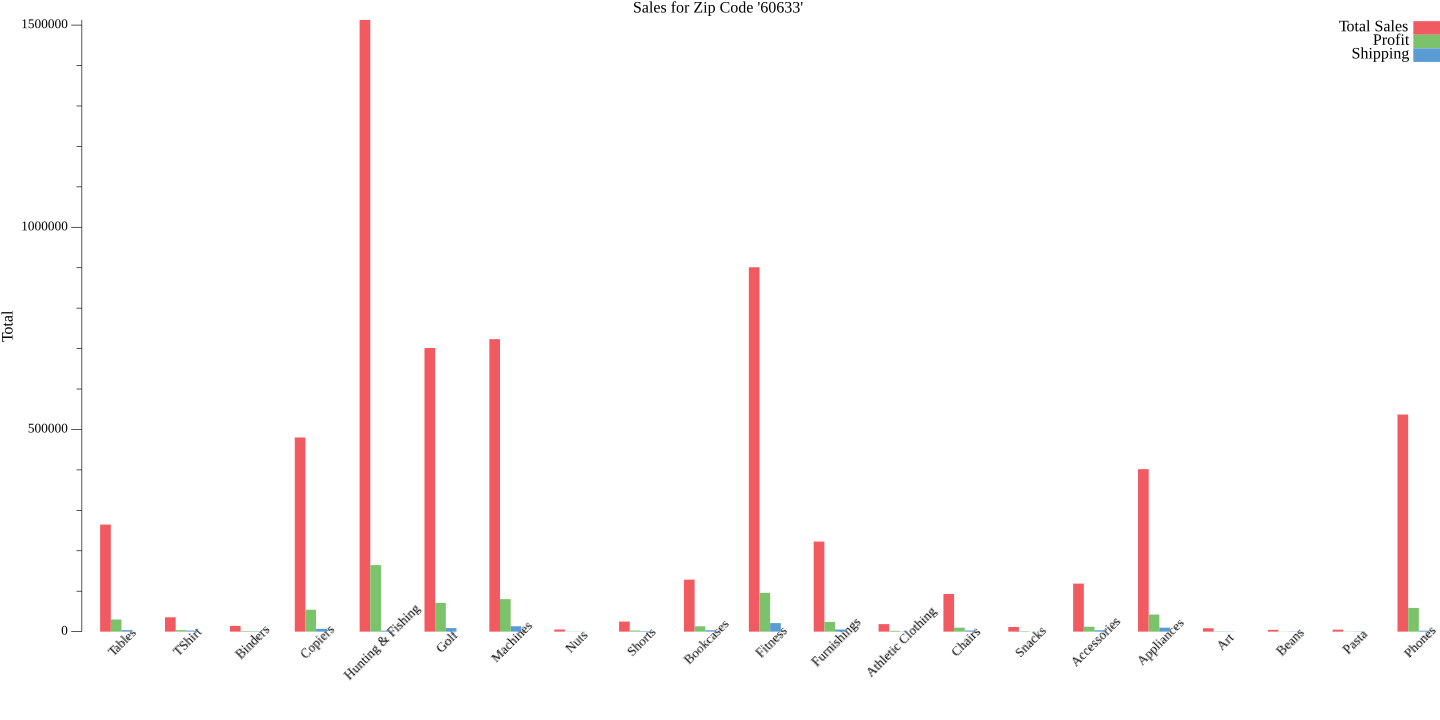 Sales for Zip Code '60633'
Total Sales
Profit
Shipping
Total
1500000
1000000
500000
0
Tables
TShirt
Binders
Copiers
Hunting & Fishing
Golf
Machines
Nuts
Shorts
Bookcases
Fitness
Furnishings
Athletic Clothing
Chairs
Snacks
Accessories
Appliances
Art
Beans
Pasta
Phones